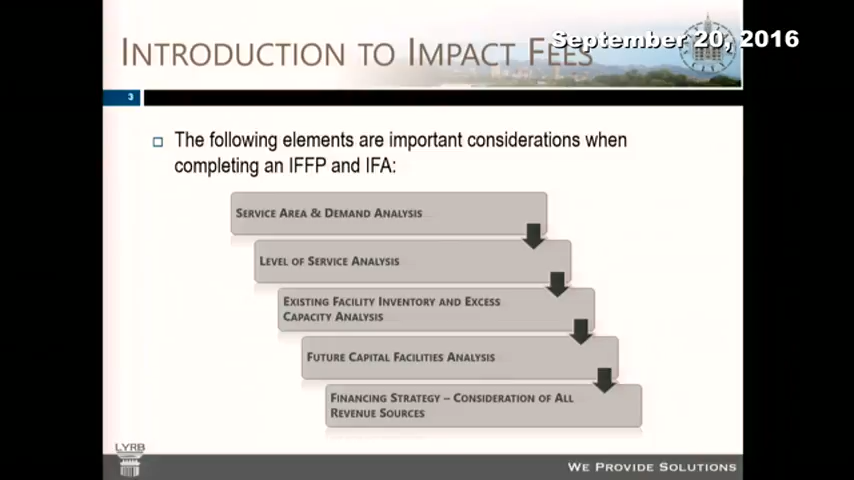 September 20, 2016
INTRODUCTION TO IMPACT FEES
3
The following elements are important considerations when
completing an IFFP and IFA:
SERVICE AREA & DEMAND ANALYSIS
LEVEL OF SERVICE ANALYSIS
EXISTING FACILITY INVENTORY AND EXCESS
CAPACITY ANALYSIS
FUTURE CAPITAL FACILITIES ANALYSIS
FINANCING STRATEGY – CONSIDERATION OF ALL
REVENUE SOURCES
LYRB
WE PROVIDE SOLUTIONS